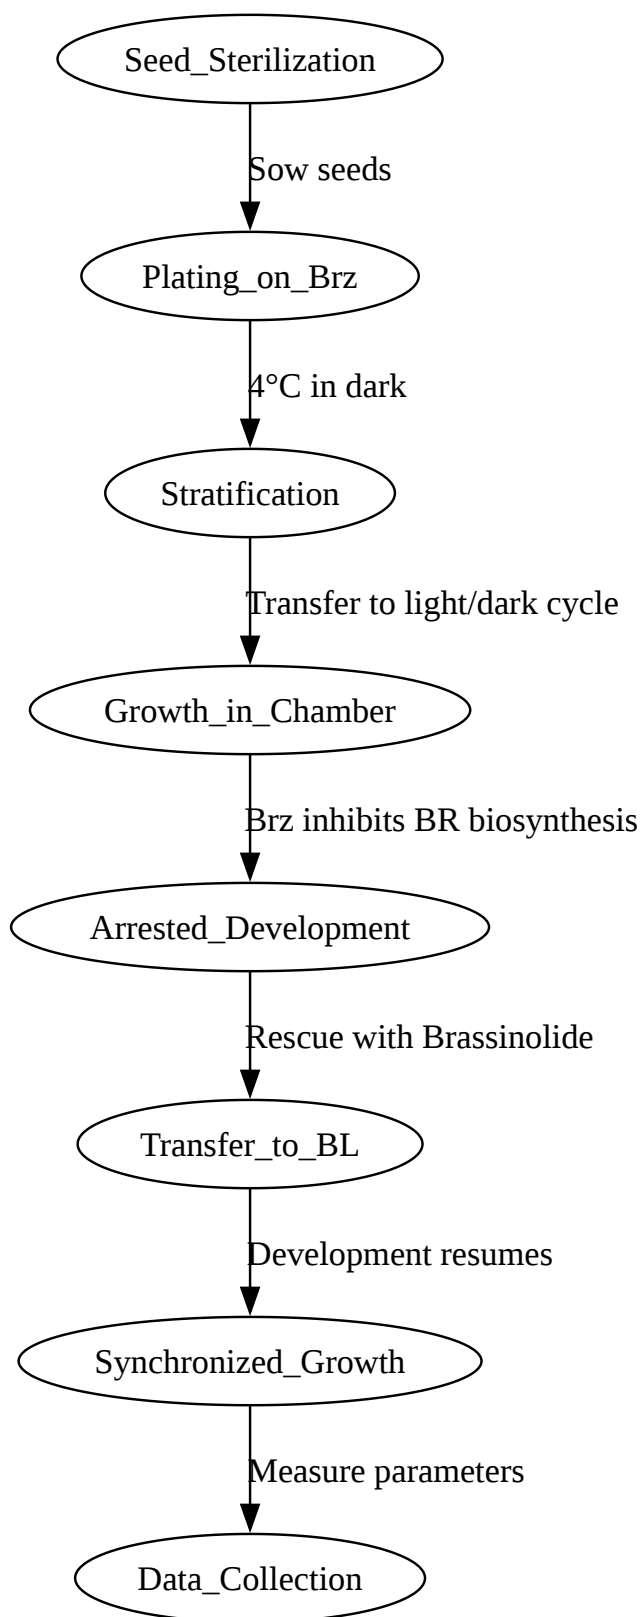 Seed_Sterilization
Sow seeds
Plating_on_Brz
4°C in dark
Stratification
Transfer to light/dark cycle
Growth_in_Chamber
Brz inhibits BR biosynthesis
Arrested_Development
Rescue with Brassinolide
Transfer_to_BL
Development resumes
Synchronized_Growth
Measure parameters
Data_Collection